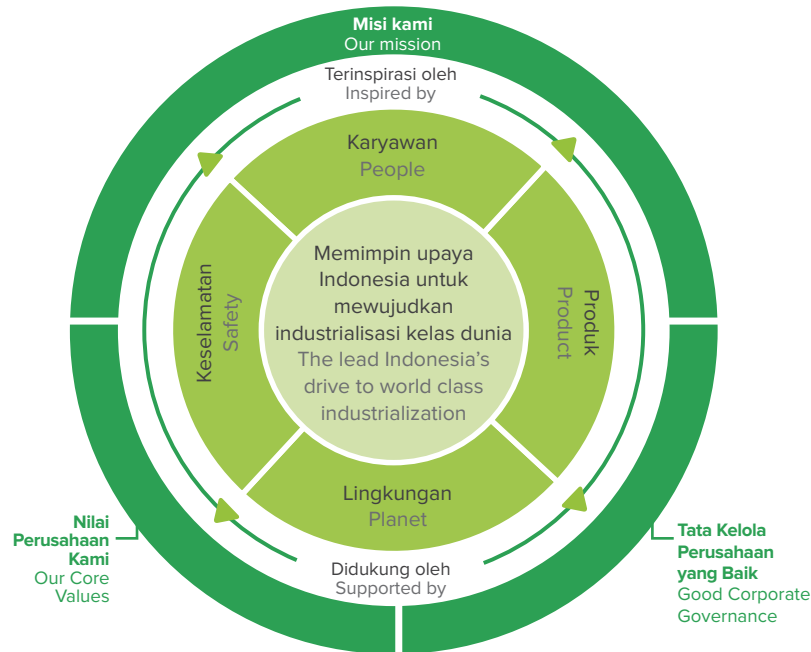 Misi kami
Our mission
Terinspirasi oleh
Inspired by
Karyawan
People
Keselamatan
Safety
Memimpin upaya
Indonesia untuk
mewujudkan
industrialisasi kelas dunia
The lead Indonesia’s
drive to world class
industrialization
Produk
Product
Lingkungan
Planet
Didukung oleh
Supported by
Nilai
Perusahaan
Kami
Our Core
Values
Tata Kelola
Perusahaan
yang Baik
Good Corporate
Governance